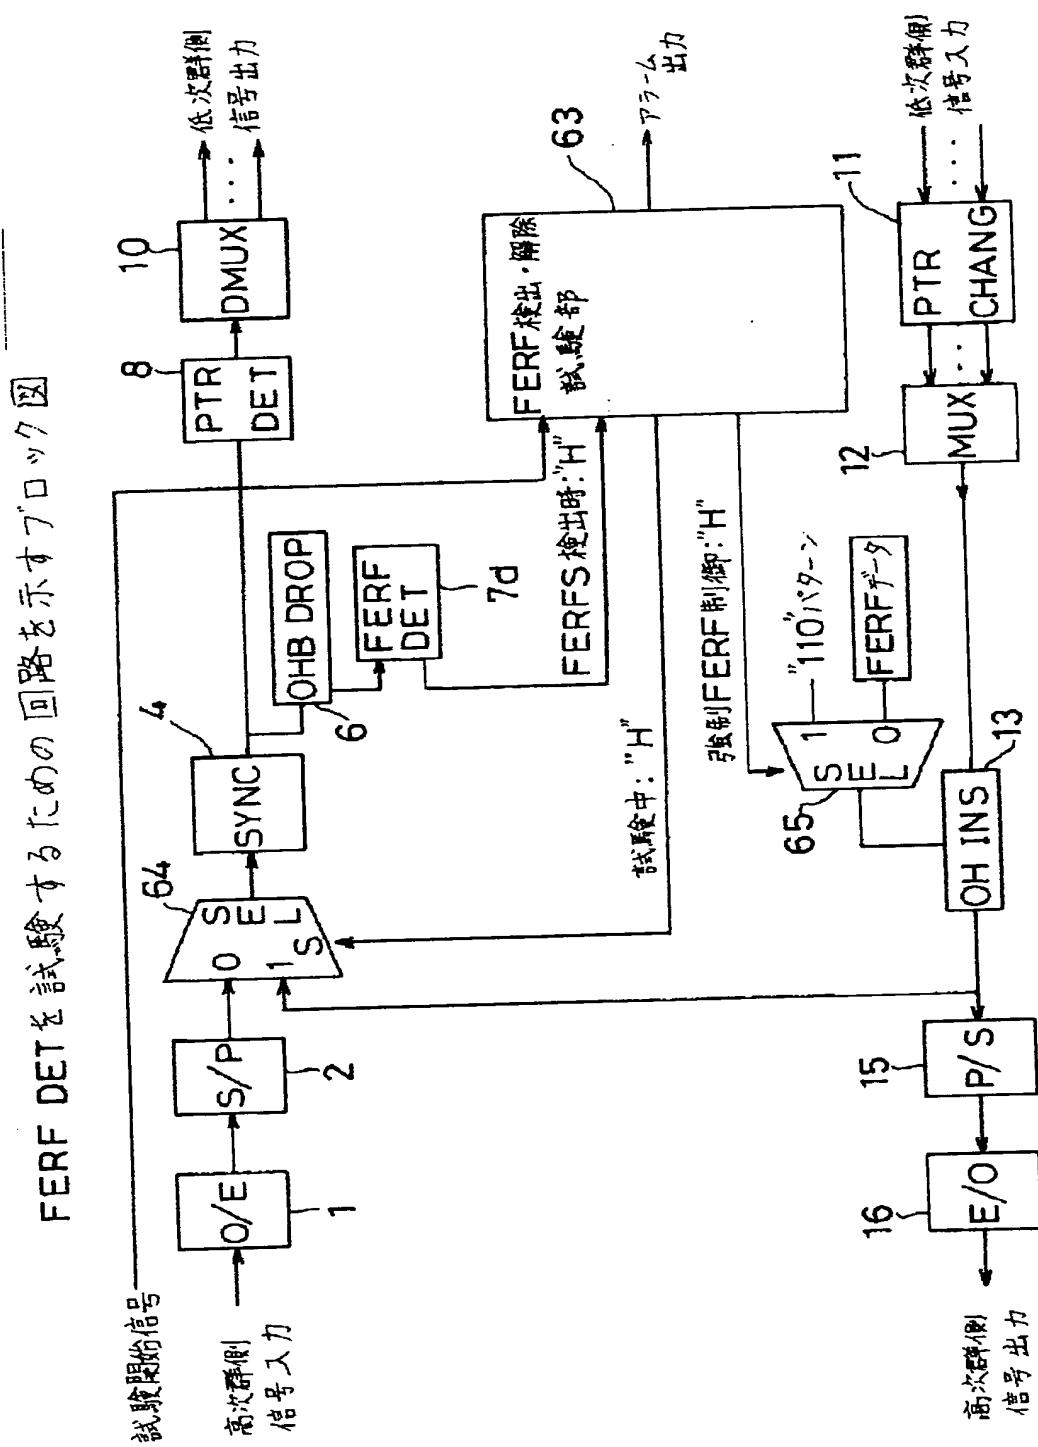 FERF DETを試験するための回路を示すブロック図
試験開始信号
高次群側
信号入力
O/E
1
S/P
2
0
1
S
SEL
64
SYNC
4
OHB DROP
6
FERF
DET
7d
PTR
DET
8
DMUX
10
低次群側
信号出力
FERF検出・解除
試験部
63
アラーム
出力
FERFS検出時:"H"
試験中:"H"
強制FERF制御:"H"
"110"パターン
FERFデータ
SEL
1
0
65
低次群側
信号入力
PTR
CHANG
11
MUX
12
OH INS
13
P/S
15
E/O
16
高次群側
信号出力